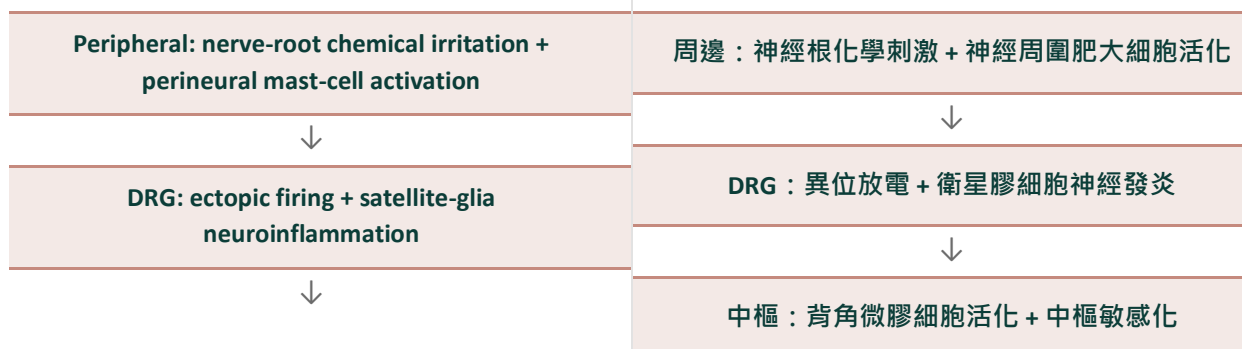 Peripheral: nerve-root chemical irritation +
perineural mast-cell activation
↓
DRG: ectopic firing + satellite-glia
neuroinflammation
↓
周邊：神經根化學刺激 + 神經周圍肥大細胞活化
↓
DRG：異位放電 + 衛星膠細胞神經發炎
↓
中樞：背角微膠細胞活化 + 中樞敏感化